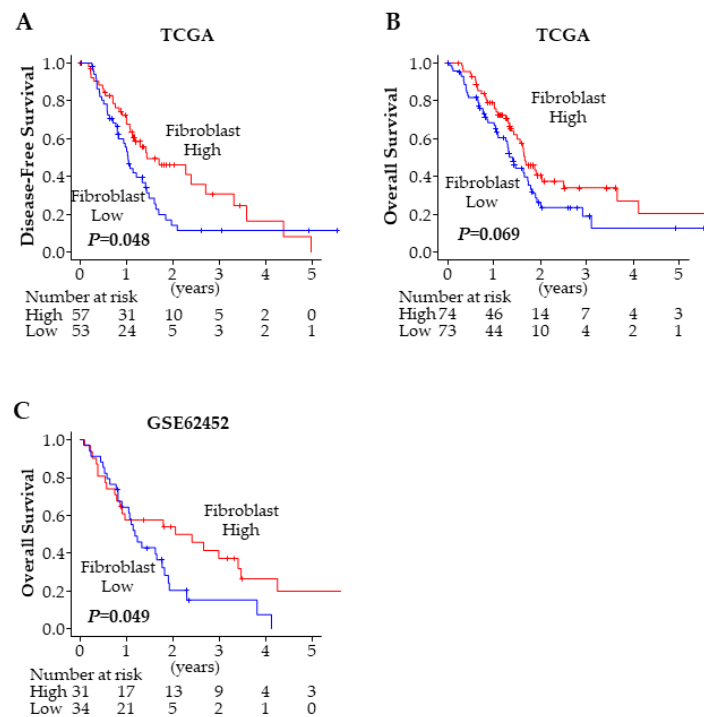 A
TCGA
Disease-Free Survival
1.0
0.8
0.6
0.4
0.2
0.0
Fibroblast
High
Fibroblast
Low
P=0.048
0 1 2 3 4 5
(years)
Number at risk
High 57 31 10 5 2 0
Low 53 24 5 3 2 1
B
TCGA
Overall Survival
1.0
0.8
0.6
0.4
0.2
0.0
Fibroblast
High
Fibroblast
Low
P=0.069
0 1 2 3 4 5
(years)
Number at risk
High 74 46 14 7 4 3
Low 73 44 10 4 2 1
C
GSE62452
Overall Survival
1.0
0.8
0.6
0.4
0.2
0.0
Fibroblast
High
Fibroblast
Low
P=0.049
0 1 2 3 4 5
(years)
Number at risk
High 31 17 13 9 4 3
Low 34 21 5 2 1 0